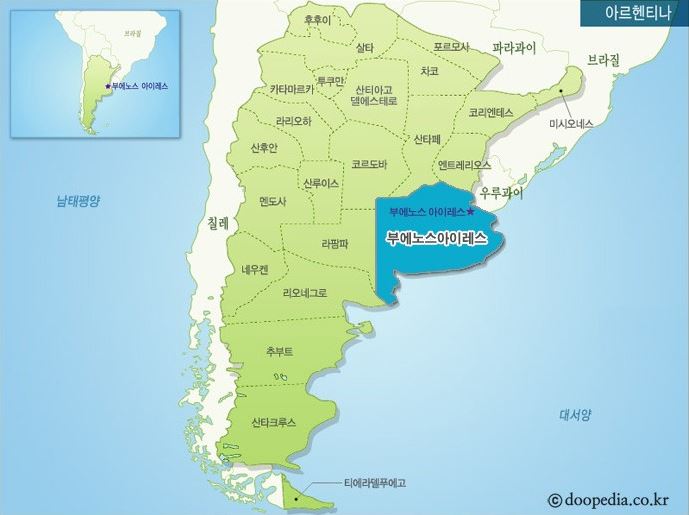 아르헨티나
브라질
★부에노스 아이레스
후후이
살타
포르모사
파라과이
브라질
차코
투쿠만
카타마르카
산티아고
델에스테로
코리엔테스
미시오네스
라리오하
산타페
산후안
코르도바
엔트레리오스
산루이스
우루과이
멘도사
남태평양
칠레
부에노스 아이레스★
부에노스아이레스
라팜파
네우켄
리오네그로
추부트
대서양
산타크루스
티에라델푸에고
ⓒdoopedia.co.kr